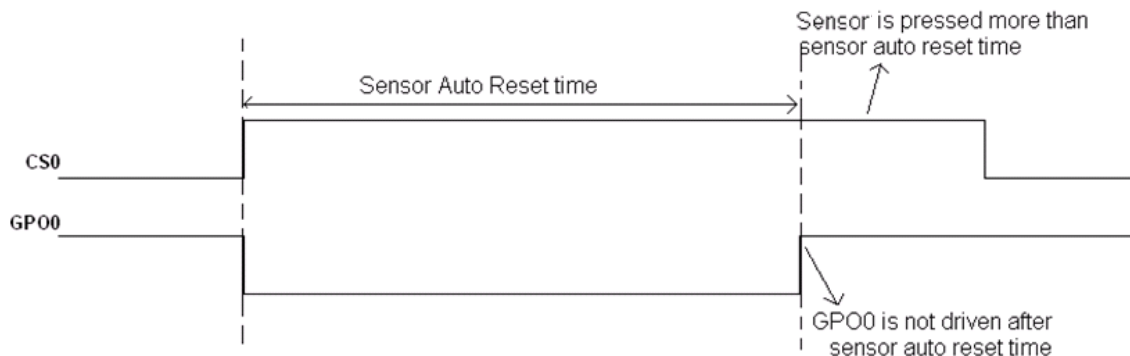 Sensor is pressed more than
sensor auto reset time
Sensor Auto Reset time
CS0
GPO0
GPO0 is not driven after
sensor auto reset time